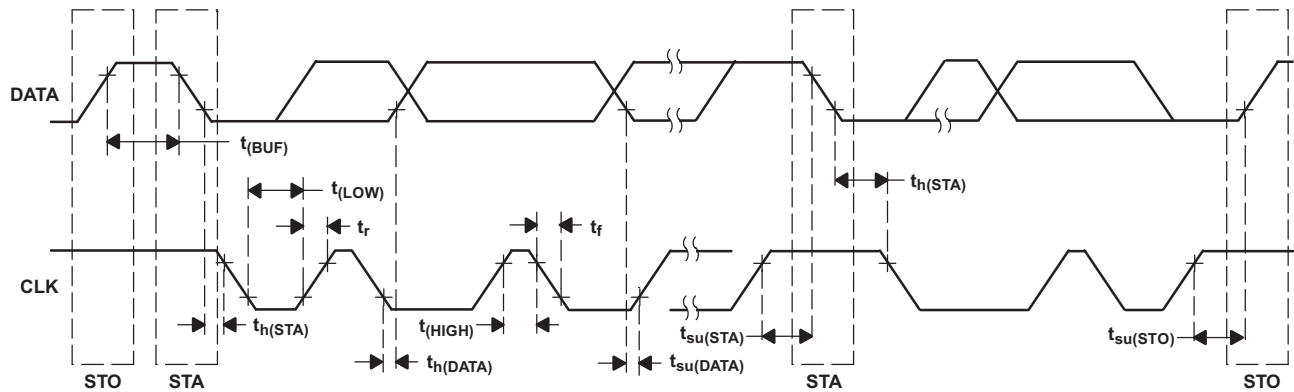 DATA
t(BUF)
t(LOW)
th(STA)
tr
tf
CLK
th(STA)
t(HIGH)
tsu(STA)
tsu(STO)
th(DATA)
tsu(DATA)
STO
STA
STA
STO